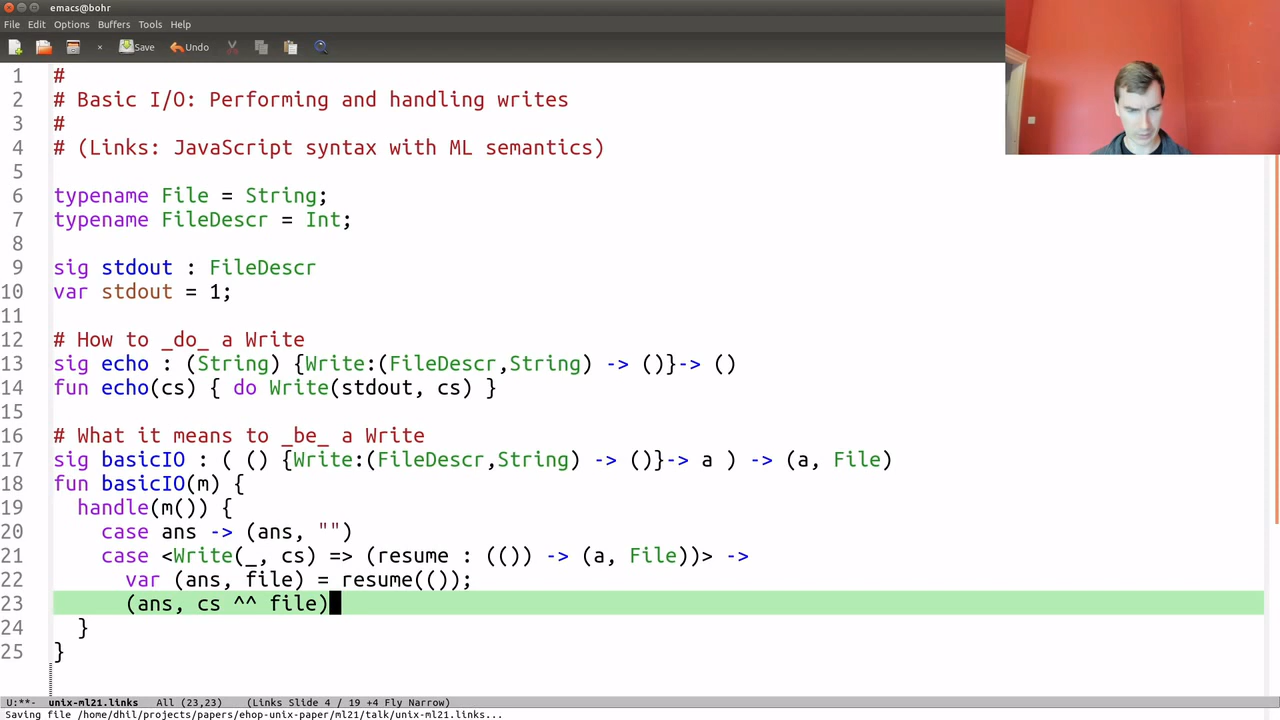 emacs@bohr
File Edit Options Buffers Tools Help
Save Undo
1 #
2 # Basic I/O: Performing and handling writes
3 #
4 # (Links: JavaScript syntax with ML semantics)
5
6 typename File = String;
7 typename FileDescr = Int;
8
9 sig stdout : FileDescr
10 var stdout = 1;
11
12 # How to _do_ a Write
13 sig echo : (String) {Write:(FileDescr,String) -> ()}-> ()
14 fun echo(cs) { do Write(stdout, cs) }
15
16 # What it means to _be_ a Write
17 sig basicIO : ( () {Write:(FileDescr,String) -> ()}-> a ) -> (a, File)
18 fun basicIO(m) {
19 handle(m()) {
20 case ans -> (ans, "")
21 case <Write(_, cs) => (resume : (()) -> (a, File))> ->
22 var (ans, file) = resume(());
23 (ans, cs ^^ file)
24 }
25 }
U:**- unix-ml21.links All (23,23) (Links Slide 4 / 19 +4 Fly Narrow)
Saving file /home/dhil/projects/papers/ehop-unix-paper/ml21/talk/unix-ml21.links...